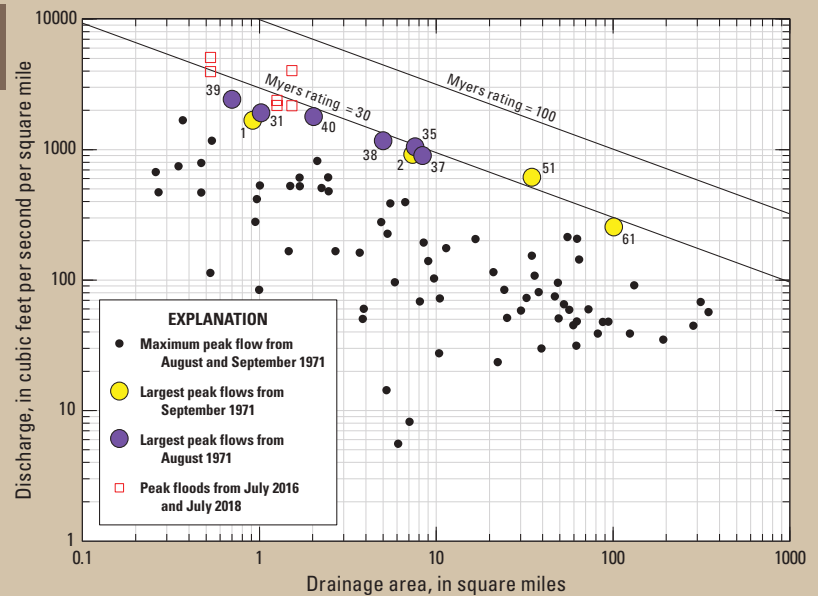 10000
1000
100
10
1
Discharge, in cubic feet per second per square mile
Myers rating = 30
Myers rating = 100
39
1
31
40
38
2
35
37
51
61
EXPLANATION
Maximum peak flow from
August and September 1971
Largest peak flows from
September 1971
Largest peak flows from
August 1971
Peak floods from July 2016
and July 2018
0.1
1
10
100
1000
Drainage area, in square miles